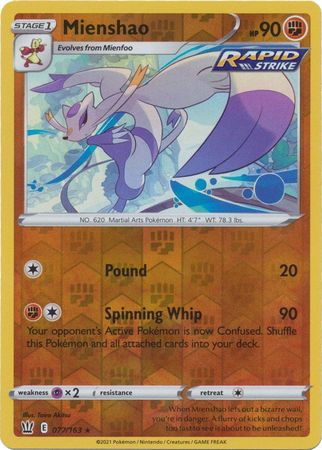 STAGE 1
Mienshao
HP 90
Evolves from Mienfoo
RAPID
STRIKE
NO. 620 Martial Arts Pokémon HT: 4'7" WT: 78.3 lbs.
Pound 20
Spinning Whip 90
Your opponent's Active Pokémon is now Confused. Shuffle
this Pokémon and all attached cards into your deck.
weakness ×2 resistance retreat
Illus. Taira Akitsu
E 077/163 ★
When Mienshao lets out a bizarre wail,
you're in danger. A flurry of kicks and chops
too fast to see is about to be unleashed!
©2021 Pokémon / Nintendo / Creatures / GAME FREAK